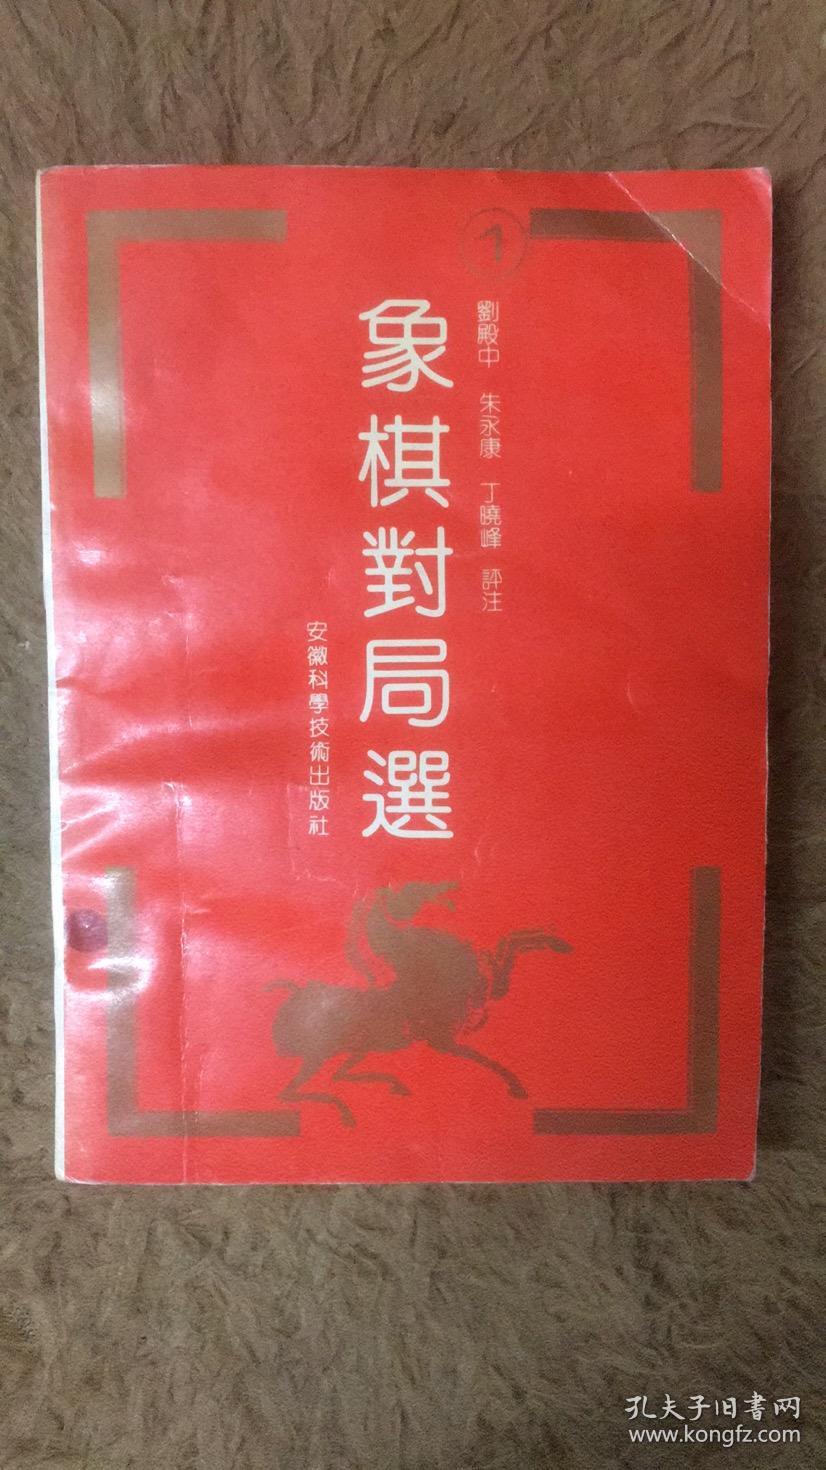 1
劉殿中 朱永康 丁曉峰 評注
象棋對局選
安徽科學技術出版社
孔夫子旧書网
www.kongfz.com